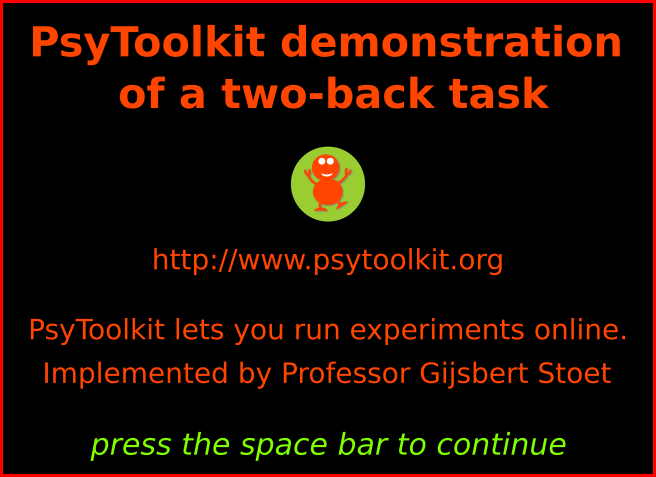 PsyToolkit demonstration
of a two-back task
http://www.psytoolkit.org
PsyToolkit lets you run experiments online.
Implemented by Professor Gijsbert Stoet
press the space bar to continue